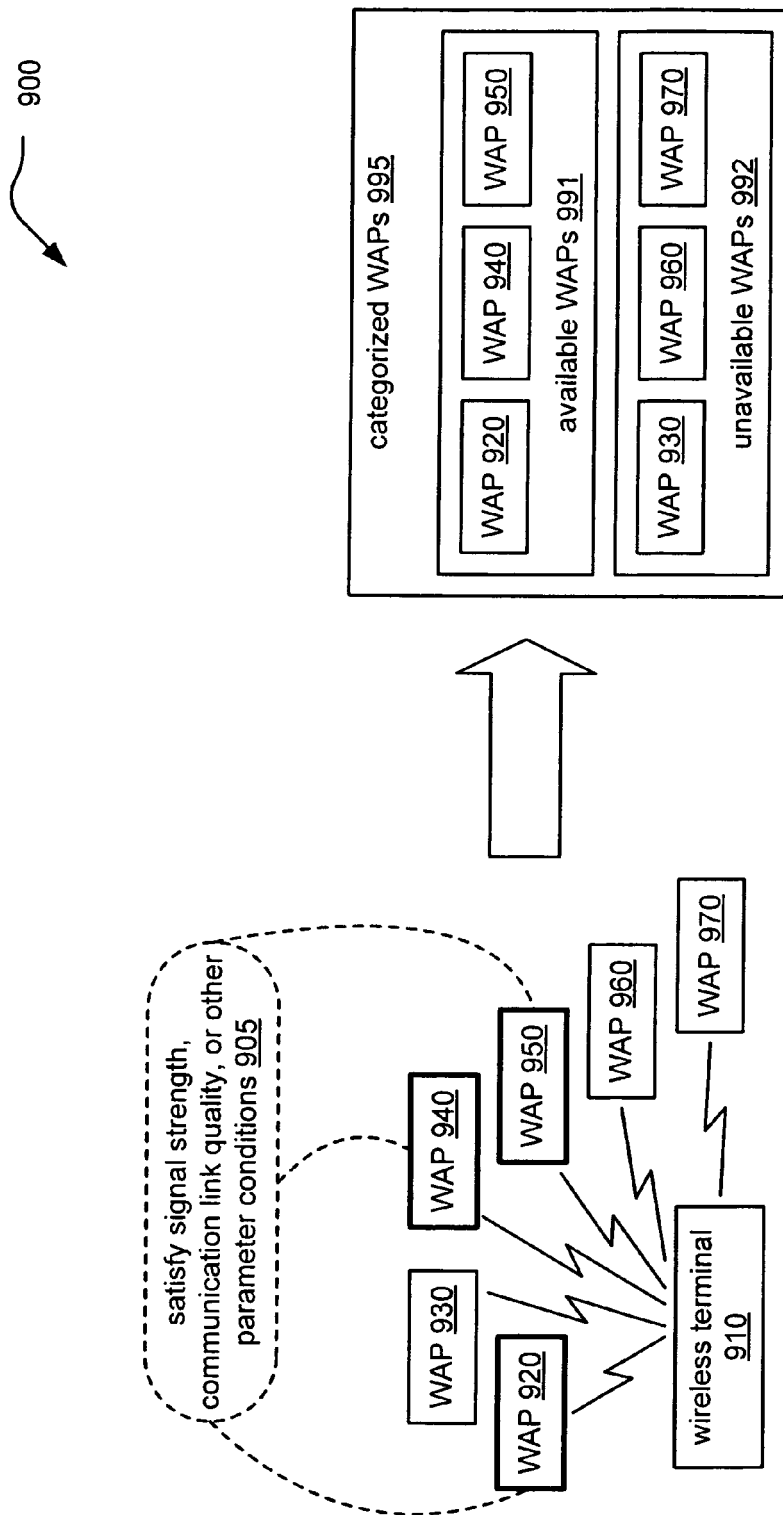 900
satisfy signal strength,
communication link quality, or other
parameter conditions 905
WAP 920
WAP 930
WAP 940
WAP 950
WAP 960
WAP 970
wireless terminal
910
categorized WAPs 995
WAP 920
WAP 940
WAP 950
available WAPs 991
WAP 930
WAP 960
WAP 970
unavailable WAPs 992